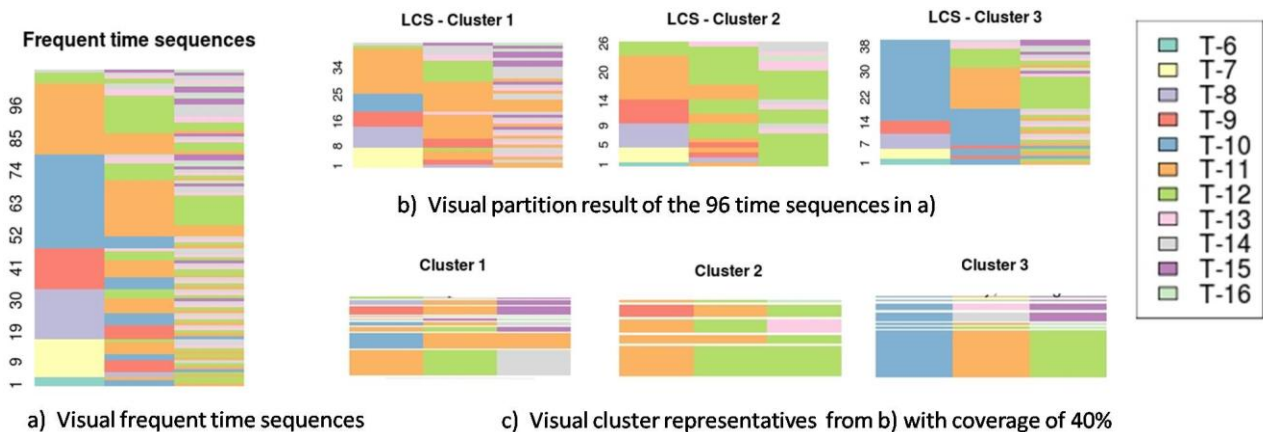 Frequent time sequences
96
85
74
63
52
41
30
19
9
1
a) Visual frequent time sequences
LCS - Cluster 1
34
25
16
8
1
LCS - Cluster 2
26
20
14
9
5
1
LCS - Cluster 3
38
30
22
14
7
1
b) Visual partition result of the 96 time sequences in a)
Cluster 1
Cluster 2
Cluster 3
c) Visual cluster representatives from b) with coverage of 40%
T-6
T-7
T-8
T-9
T-10
T-11
T-12
T-13
T-14
T-15
T-16